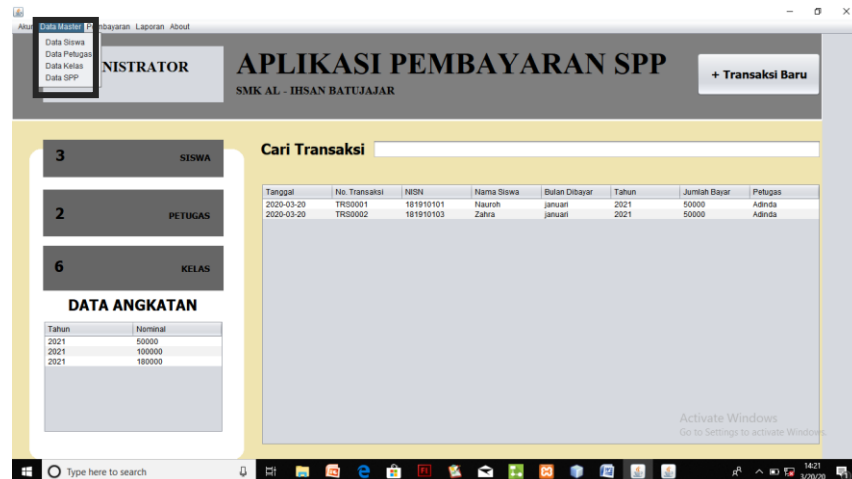 Data Master Pembayaran Laporan About
Data Siswa
Data Petugas
Data Kelas
Data SPP
NISTRATOR
APLIKASI PEMBAYARAN SPP
SMK AL - IHSAN BATUJAJAR
+ Transaksi Baru
3 SISWA
2 PETUGAS
6 KELAS
DATA ANGKATAN
Tahun Nominal
2021 50000
2021 100000
2021 180000
Cari Transaksi
Tanggal No. Transaksi NISN Nama Siswa Bulan Dibayar Tahun Jumlah Bayar Petugas
2020-03-20 TRS0001 181910101 Nauroh januari 2021 50000 Adinda
2020-03-20 TRS0002 181910103 Zahra januari 2021 50000 Adinda
Activate Windows
Go to Settings to activate Windows.
Type here to search
14:21
3/20/20